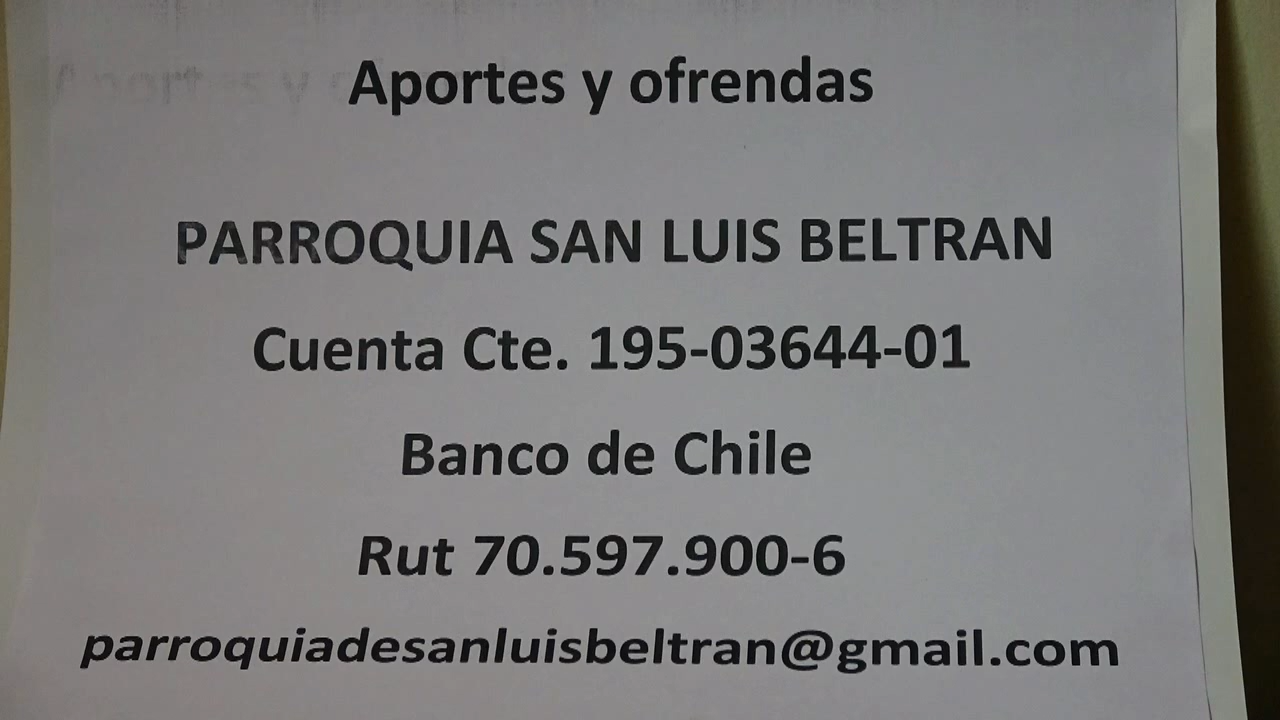 Aportes y ofrendas
PARROQUIA SAN LUIS BELTRAN
Cuenta Cte. 195-03644-01
Banco de Chile
Rut 70.597.900-6
parroquiadesanluisbeltran@gmail.com